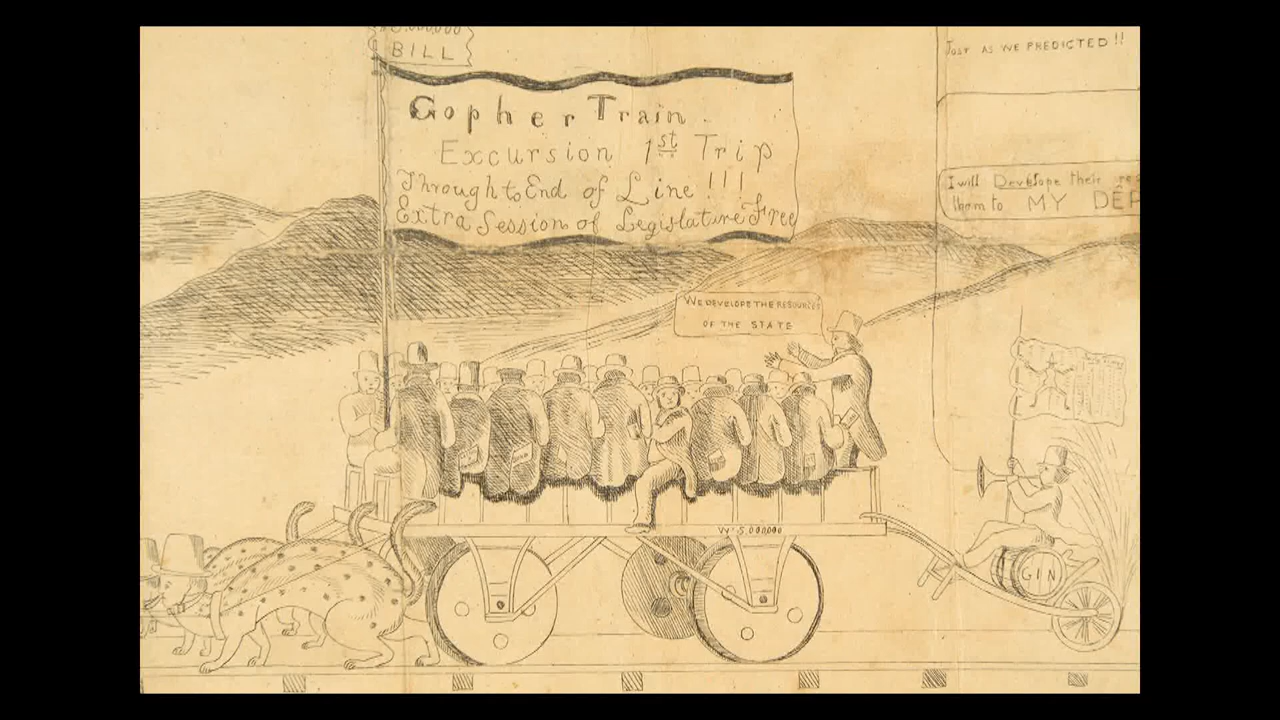 BILL
Gopher Train.
Excursion 1st Trip
Through to End of Line !!!
Extra Session of Legislature Free
JUST AS WE PREDICTED !!
I will Develope their
them to MY
WE DEVELOPE THE RESOURCES
OF THE STATE
5.000,000
GIN